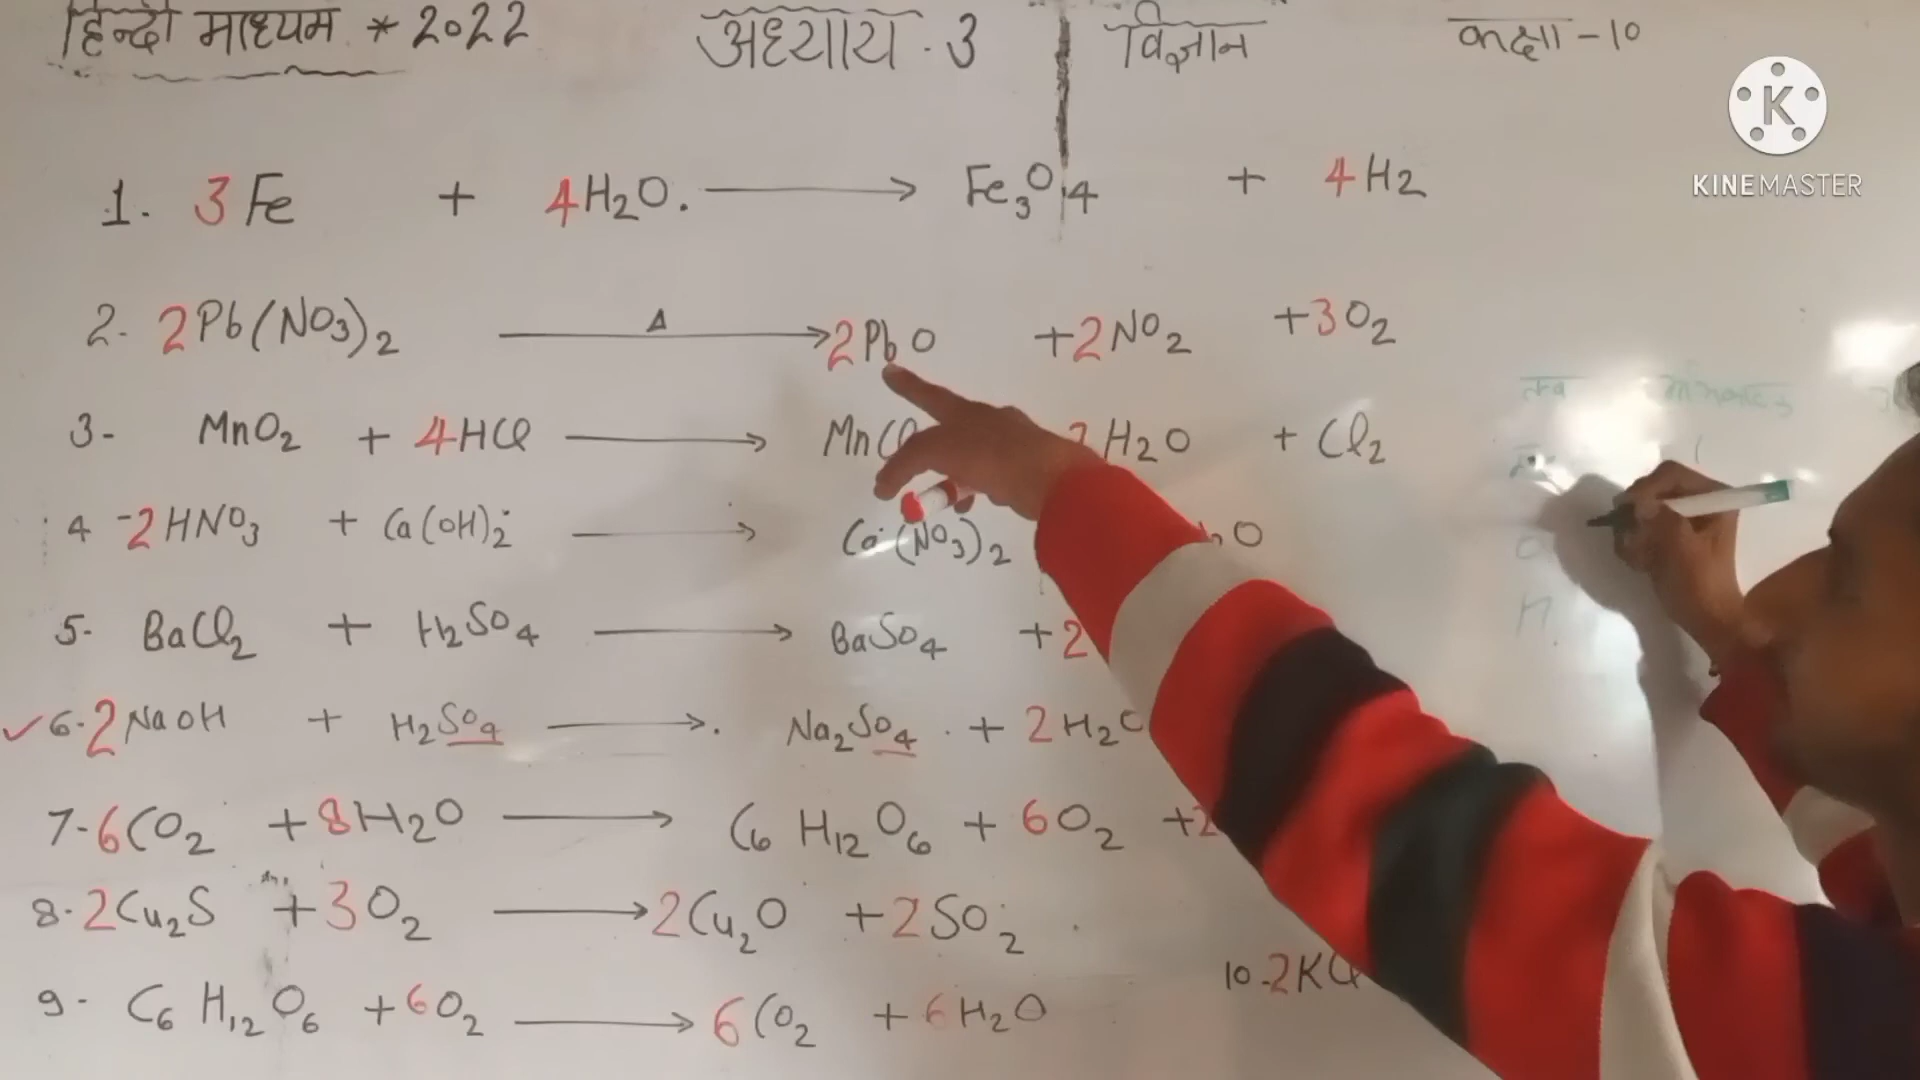 हिन्दी माध्यम * 2022 अध्याय . 3 विज्ञान कक्षा - 10
KINEMASTER
1. 3Fe + 4H2O. → Fe3O4 + 4H2
2- 2Pb(NO3)2 Δ→ 2PbO + 2NO2 + 3O2
3- MnO2 + 4HCl → MnCl 2H2O + Cl2
4 - 2HNO3 + Ca(OH)2 → Ca(NO3)2 O
5- BaCl2 + H2SO4 → BaSO4 + 2
✓ 6- 2NaOH + H2SO4 → Na2SO4 + 2H2O
7- 6CO2 + 8H2O → C6H12O6 + 6O2 + 2
8- 2Cu2S + 3O2 → 2Cu2O + 2SO2
10. 2KCl
9- C6H12O6 + 6O2 → 6CO2 + 6H2O